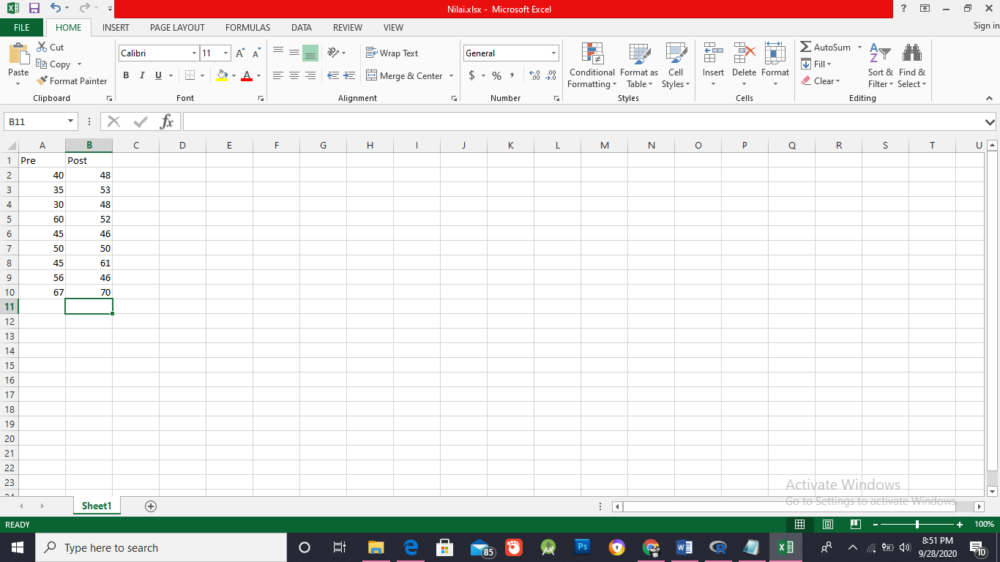 Nilai.xlsx - Microsoft Excel
?
FILE HOME INSERT PAGE LAYOUT FORMULAS DATA REVIEW VIEW Sign in
Paste
Cut
Copy
Format Painter
Clipboard
Calibri 11
B I U A
Font
Wrap Text
Merge & Center
Alignment
General
$ % ,
Number
Conditional Formatting
Format as Table
Cell Styles
Styles
Insert Delete Format
Cells
AutoSum
Fill
Clear
Sort & Filter
Find & Select
Editing
B11 fx
A B C D E F G H I J K L M N O P Q R S T U
1 Pre Post
2 40 48
3 35 53
4 30 48
5 60 52
6 45 46
7 50 50
8 45 61
9 56 46
10 67 70
11
12
13
14
15
16
17
18
19
20
21
22
23
24
Activate Windows
Go to Settings to activate Windows.
Sheet1
READY 100%
Type here to search
85
Ps
8:51 PM
9/28/2020
10